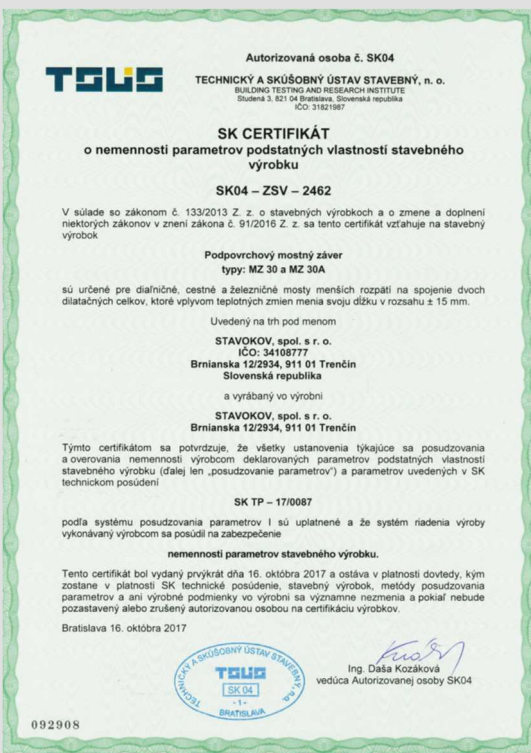 TSÚS
Autorizovaná osoba č. SK04
TECHNICKÝ A SKÚŠOBNÝ ÚSTAV STAVEBNÝ, n. o.
BUILDING TESTING AND RESEARCH INSTITUTE
Studená 3, 821 04 Bratislava, Slovenská republika
IČO: 31821987
SK CERTIFIKÁT
o nemennosti parametrov podstatných vlastností stavebného
výrobku
SK04 – ZSV – 2462
V súlade so zákonom č. 133/2013 Z. z. o stavebných výrobkoch a o zmene a doplnení
niektorých zákonov v znení zákona č. 91/2016 Z. z. sa tento certifikát vzťahuje na stavebný
výrobok
Podpovrchový mostný záver
typy: MZ 30 a MZ 30A
sú určené pre diaľničné, cestné a železničné mosty menších rozpätí na spojenie dvoch
dilatačných celkov, ktoré vplyvom teplotných zmien menia svoju dĺžku v rozsahu ± 15 mm.
Uvedený na trh pod menom
STAVOKOV, spol. s r. o.
IČO: 34108777
Brnianska 12/2934, 911 01 Trenčín
Slovenská republika
a vyrábaný vo výrobni
STAVOKOV, spol. s r. o.
Brnianska 12/2934, 911 01 Trenčín
Týmto certifikátom sa potvrdzuje, že všetky ustanovenia týkajúce sa posudzovania
a overovania nemennosti výrobcom deklarovaných parametrov podstatných vlastností
stavebného výrobku (ďalej len „posudzovanie parametrov“) a parametrov uvedených v SK
technickom posúdení
SK TP – 17/0087
podľa systému posudzovania parametrov I sú uplatnené a že systém riadenia výroby
vykonávaný výrobcom sa posúdil na zabezpečenie
nemennosti parametrov stavebného výrobku.
Tento certifikát bol vydaný prvýkrát dňa 16. októbra 2017 a ostáva v platnosti dovtedy, kým
zostane v platnosti SK technické posúdenie, stavebný výrobok, metódy posudzovania
parametrov a ani výrobné podmienky vo výrobni sa významne nezmenia a pokiaľ nebude
pozastavený alebo zrušený autorizovanou osobou na certifikáciu výrobkov.
Bratislava 16. októbra 2017
TECHNICKÝ A SKÚŠOBNÝ ÚSTAV STAVEBNÝ, n.o.
TSÚS
SK 04
-1-
BRATISLAVA
Ing. Daša Kozáková
vedúca Autorizovanej osoby SK04
092908